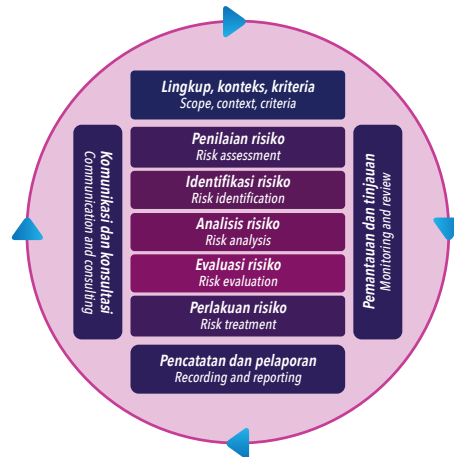 Lingkup, konteks, kriteria
Scope, context, criteria
Komunikasi dan konsultasi
Communication and consulting
Penilaian risiko
Risk assessment
Identifikasi risiko
Risk identification
Analisis risiko
Risk analysis
Evaluasi risiko
Risk evaluation
Perlakuan risiko
Risk treatment
Pemantauan dan tinjauan
Monitoring and review
Pencatatan dan pelaporan
Recording and reporting